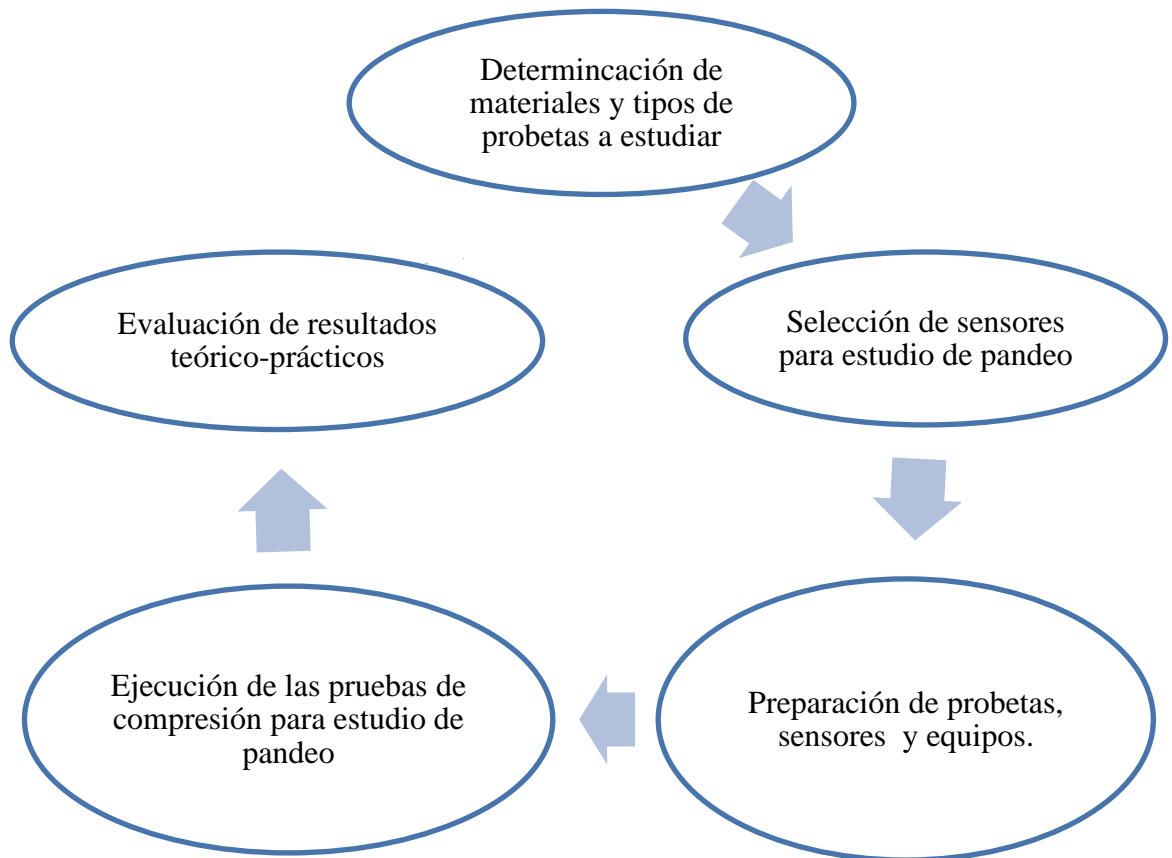 Determincación de
materiales y tipos de
probetas a estudiar
Selección de sensores
para estudio de pandeo
Preparación de probetas,
sensores y equipos.
Ejecución de las pruebas de
compresión para estudio de
pandeo
Evaluación de resultados
teórico-prácticos